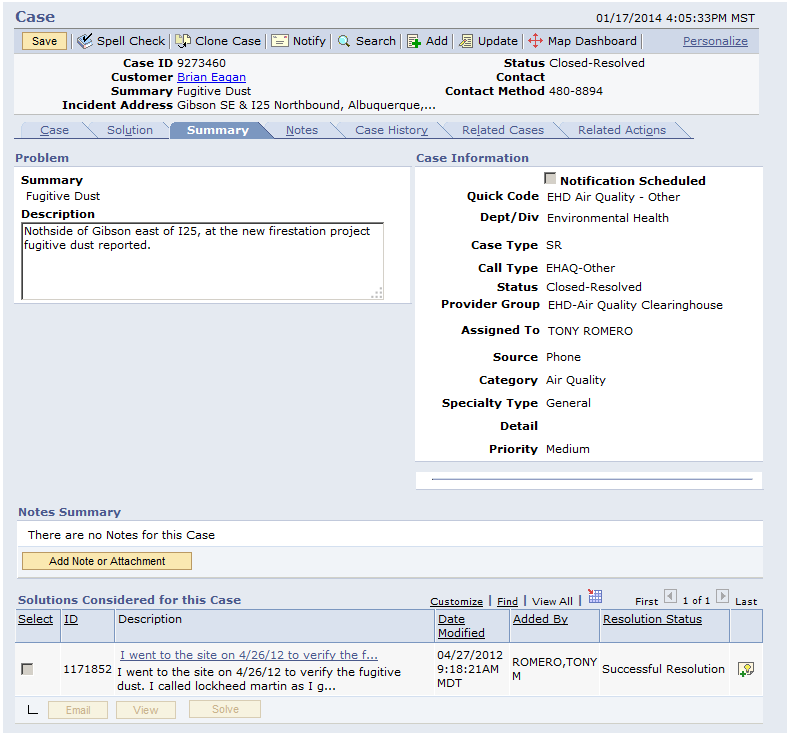 Case
01/17/2014 4:05:33PM MST
Save Spell Check Clone Case Notify Search Add Update Map Dashboard Personalize
Case ID 9273460 Status Closed-Resolved
Customer Brian Eagan Contact
Summary Fugitive Dust Contact Method 480-8894
Incident Address Gibson SE & I25 Northbound, Albuquerque,...
Case Solution Summary Notes Case History Related Cases Related Actions
Problem
Summary
Fugitive Dust
Description
Nothside of Gibson east of I25, at the new firestation project
fugitive dust reported.
Case Information
Notification Scheduled
Quick Code EHD Air Quality - Other
Dept/Div Environmental Health
Case Type SR
Call Type EHAQ-Other
Status Closed-Resolved
Provider Group EHD-Air Quality Clearinghouse
Assigned To TONY ROMERO
Source Phone
Category Air Quality
Specialty Type General
Detail
Priority Medium
Notes Summary
There are no Notes for this Case
Add Note or Attachment
Solutions Considered for this Case Customize | Find | View All | First 1 of 1 Last
Select ID Description Date Modified Added By Resolution Status
1171852
I went to the site on 4/26/12 to verify the f...
I went to the site on 4/26/12 to verify the fugitive
dust. I called lockheed martin as I g...
04/27/2012
9:18:21AM
MDT
ROMERO,TONY
M
Successful Resolution
Email View Solve